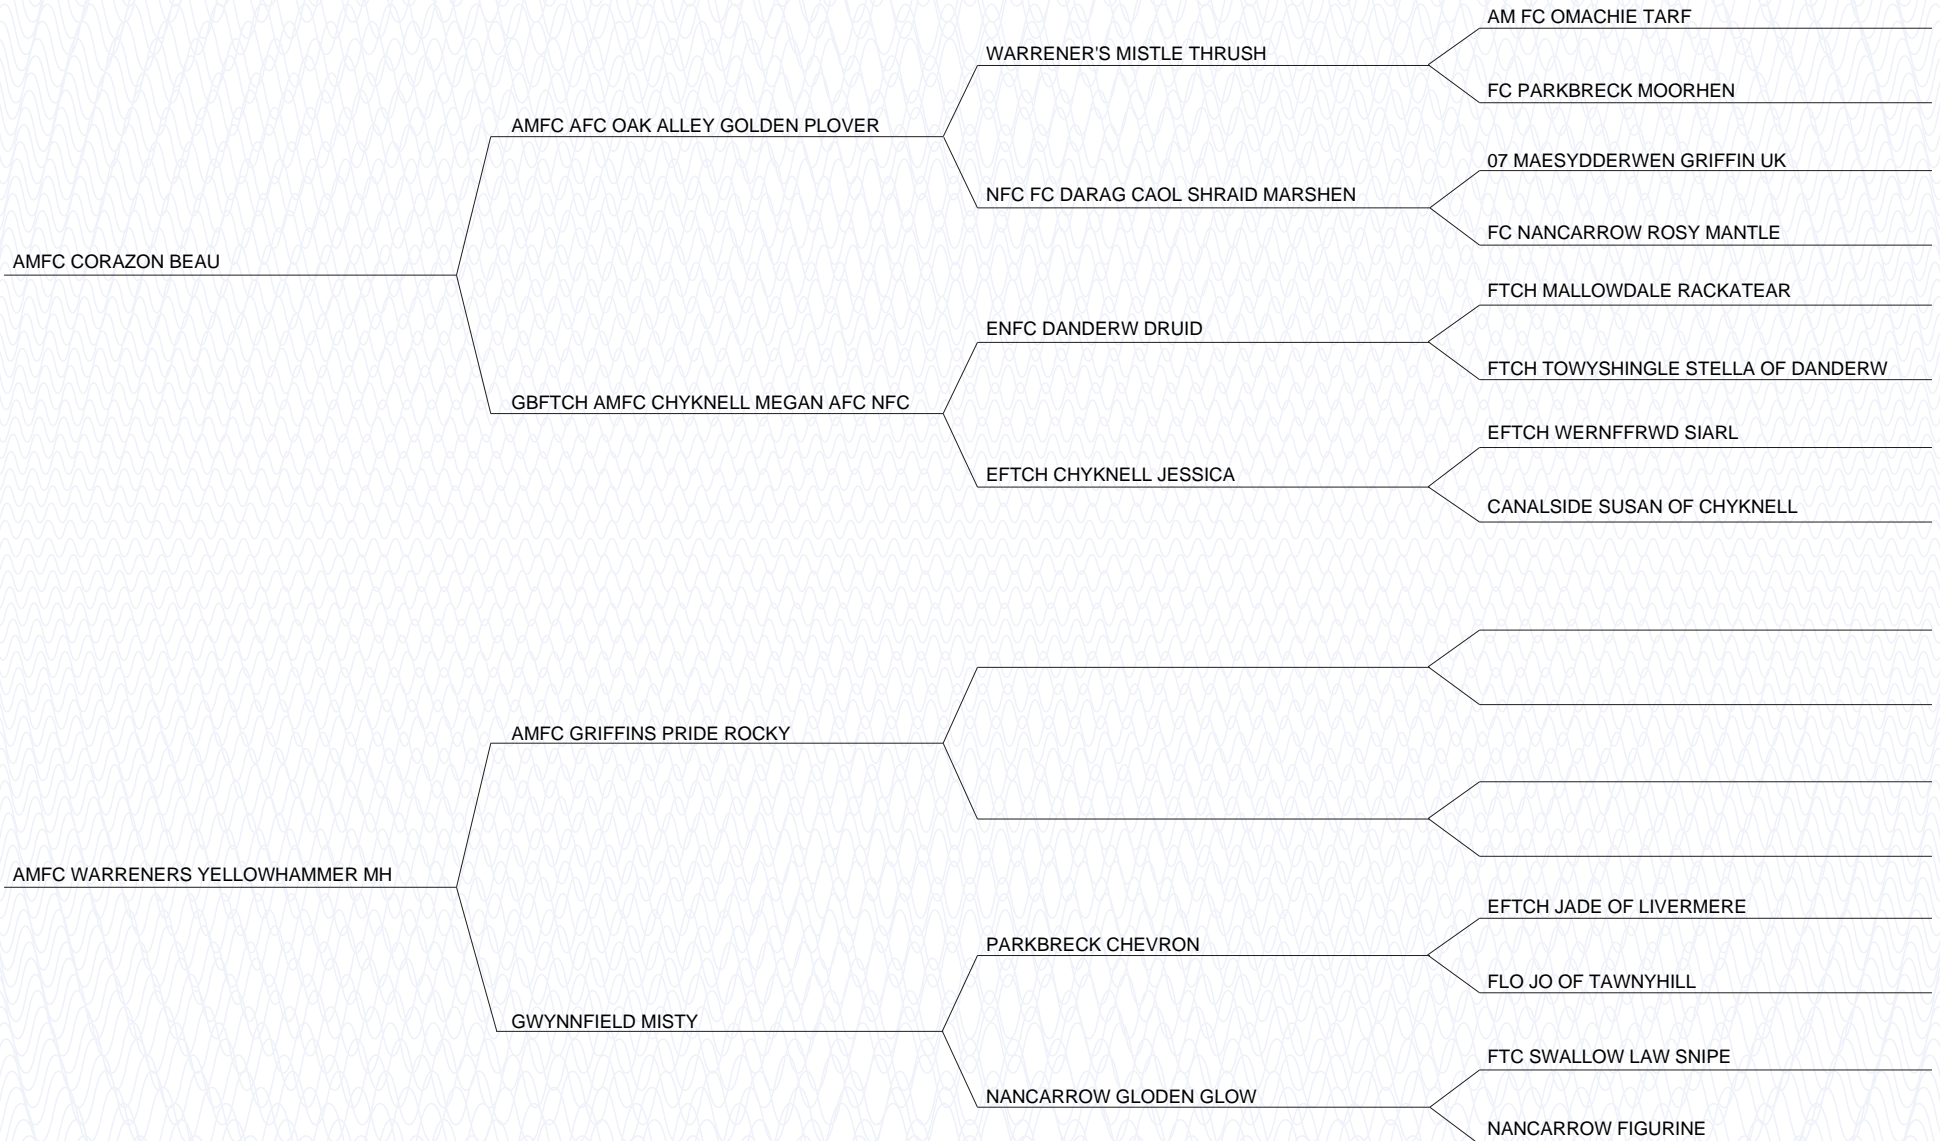 AM FC OMACHIE TARF
WARRENER'S MISTLE THRUSH
FC PARKBRECK MOORHEN
AMFC AFC OAK ALLEY GOLDEN PLOVER
07 MAESYDDERWEN GRIFFIN UK
NFC FC DARAG CAOL SHRAID MARSHEN
FC NANCARROW ROSY MANTLE
AMFC CORAZON BEAU
FTCH MALLOWDALE RACKATEAR
ENFC DANDERW DRUID
FTCH TOWYSHINGLE STELLA OF DANDERW
GBFTCH AMFC CHYKNELL MEGAN AFC NFC
EFTCH WERNFFRWD SIARL
EFTCH CHYKNELL JESSICA
CANALSIDE SUSAN OF CHYKNELL
AMFC GRIFFINS PRIDE ROCKY
AMFC WARRENERS YELLOWHAMMER MH
EFTCH JADE OF LIVERMERE
PARKBRECK CHEVRON
FLO JO OF TAWNYHILL
GWYNNFIELD MISTY
FTC SWALLOW LAW SNIPE
NANCARROW GLODEN GLOW
NANCARROW FIGURINE